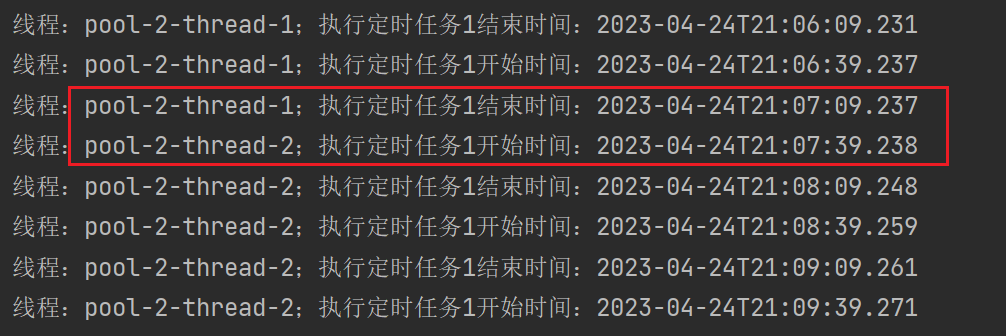 线程：pool-2-thread-1；执行定时任务1结束时间：2023-04-24T21:06:09.231
线程：pool-2-thread-1；执行定时任务1开始时间：2023-04-24T21:06:39.237
线程：pool-2-thread-1；执行定时任务1结束时间：2023-04-24T21:07:09.237
线程：pool-2-thread-2；执行定时任务1开始时间：2023-04-24T21:07:39.238
线程：pool-2-thread-2；执行定时任务1结束时间：2023-04-24T21:08:09.248
线程：pool-2-thread-2；执行定时任务1开始时间：2023-04-24T21:08:39.259
线程：pool-2-thread-2；执行定时任务1结束时间：2023-04-24T21:09:09.261
线程：pool-2-thread-2；执行定时任务1开始时间：2023-04-24T21:09:39.271